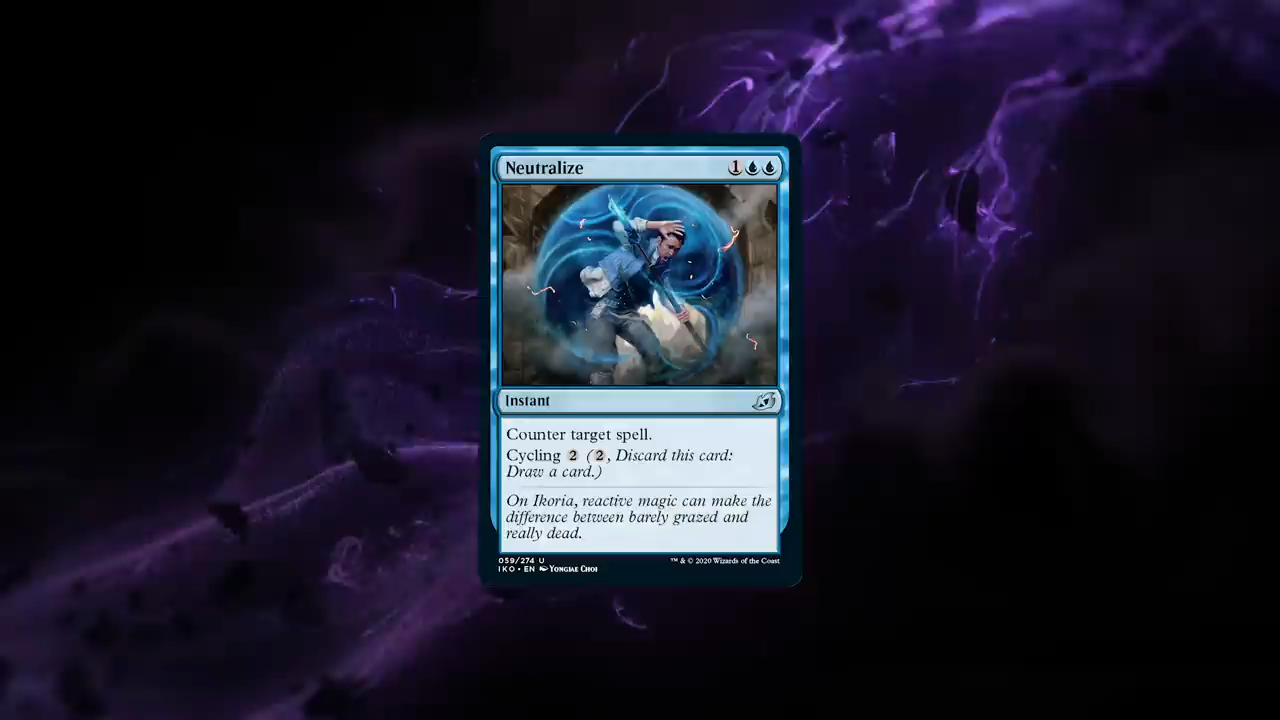 Neutralize 1
Instant
Counter target spell.
Cycling 2 (2, Discard this card:
Draw a card.)
On Ikoria, reactive magic can make the
difference between barely grazed and
really dead.
059/274 U
IKO • EN Yongjae Choi
™ & © 2020 Wizards of the Coast